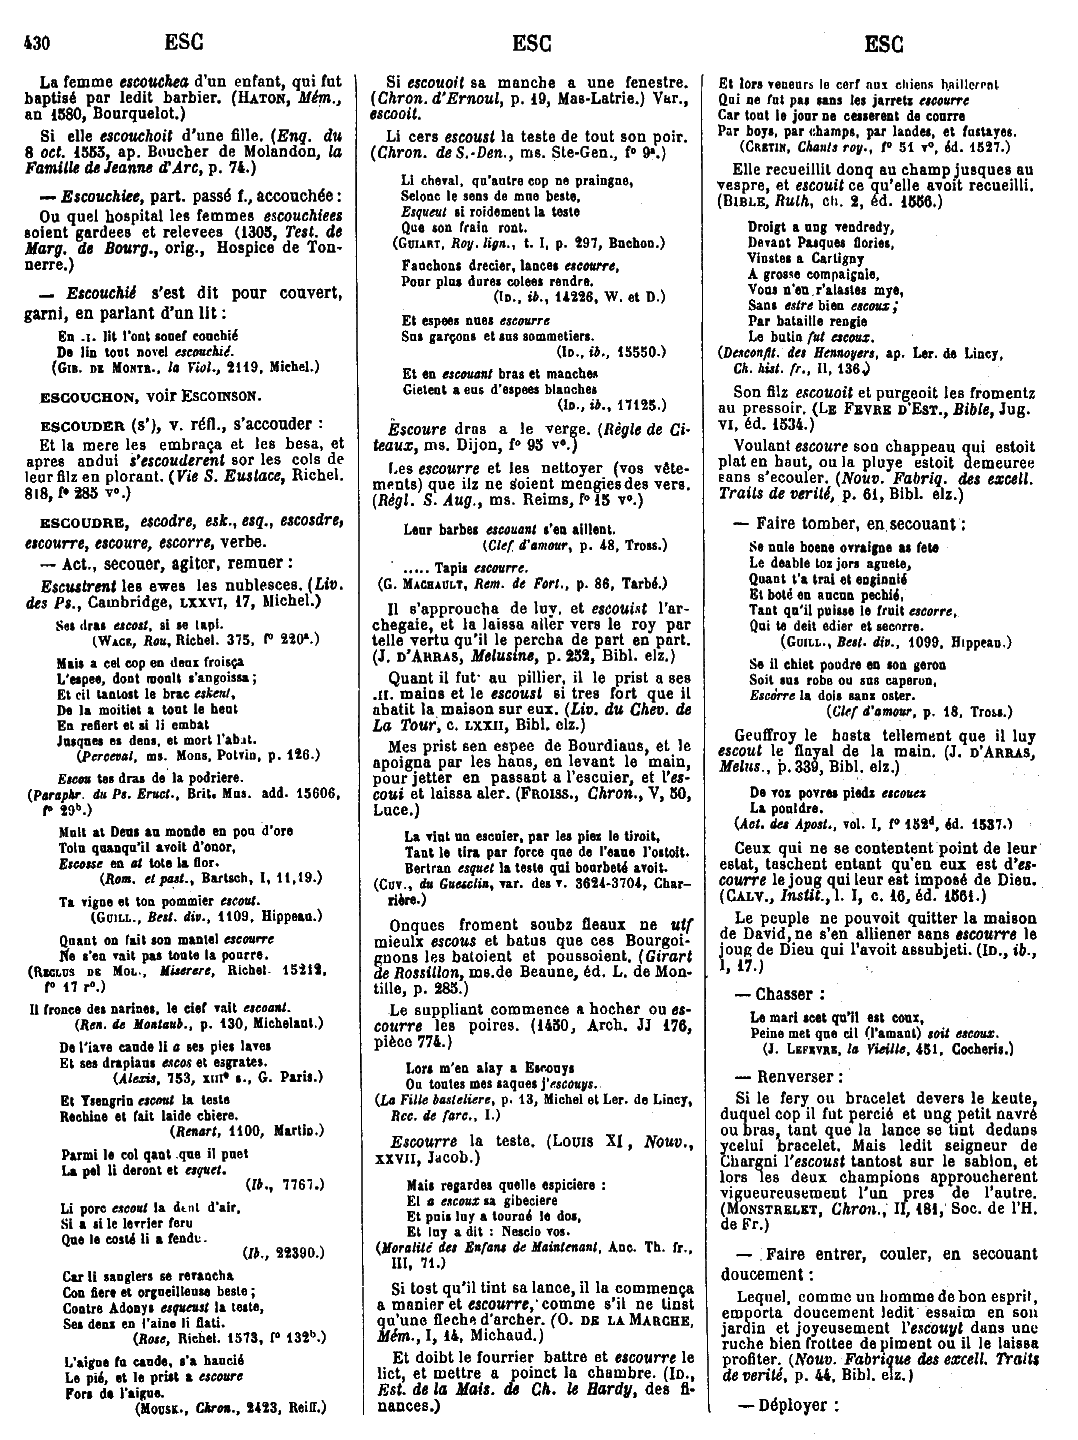 430 ESC ESC ESC
La femme escouchea d'un enfant, qui fut
baptisé par ledit barbier. (HATON, Mém.,
an 1580, Bourquelot.)
Si elle escouchoit d'une fille. (Enq. du
8 oct. 1553, ap. Boucher de Molandon, la
Famille de Jeanne d'Arc, p. 74.)
— Escouchiee, part. passé f., accouchée :
Ou quel hospital les femmes escouchiees
soient gardees et relevees (1305, Test. de
Marg. de Bourg., orig., Hospice de Ton-
nerre.)
— Escouchié s'est dit pour couvert,
garni, en parlant d'un lit :
En .I. lit l'ont souef couchié
De lin tout novel escouchié.
(GIB. DE MONTR., la Viol., 2119, Michel.)
ESCOUCHON, voir ESCOINSON.
ESCOUDER (s'), v. réfl., s'accouder :
Et la mere les embraça et les besa, et
apres andui s'escouderent sor les cols de
leur filz en plorant. (Vie S. Eustace, Richel.
818, f° 285 v°.)
ESCOUDRE, escodre, esk., esq., escosdre,
escourre, escoure, escorre, verbe.
— Act., secouer, agiter, remuer :
Escustrent les ewes les nublesces. (Liv.
des Ps., Cambridge, LXXVI, 17, Michel.)
Ses dras escost, si se tapi.
(WACE, Rou, Richel. 375, f° 220ª.)
Mais a cel cop en deux froisça
L'espee, dont moult s'angoissa ;
Et cil tantost le brac eskeut,
De la moitiet a tout le heut
En refiert et si li embat
Jusques es dens, et mort l'abat.
(Perceval, ms. Mons, Potvin, p. 126.)
Escou tes dras de la podriere.
(Paraphr. du Ps. Eruct., Brit. Mus. add. 15606,
f° 29ᵇ.)
Mult at Deus au monde en pou d'ore
Tolu quanqu'il avoit d'onor,
Escosse en at tote la flor.
(Rom. et past., Bartsch, I, 11,19.)
Ta vigne et ton pommier escout.
(GUILL., Best. div., 1109, Hippeau.)
Quant on fait son mantel escourre
Ne s'en vait pas toute la pourre.
(RECLUS DE MOL., Miserere, Richel. 15212,
f° 17 r°.)
Il fronce des narines, le cief vait escoant.
(Ren. de Montaub., p. 130, Michelant.)
De l'iave caude li a ses pies laves
Et ses drapiaus escos et esgrates.
(Alexis, 753, XIIIᵉ s., G. Paris.)
Et Ysengrin escout la teste
Rechine et fait laide chiere.
(Renart, 1100, Martin.)
Parmi le col qant que il puet
La pel li deront et esquet.
(Ib., 7767.)
Li porc escout la dent d'air,
Si a si le levrier feru
Que le costé li a fendu.
(Ib., 22390.)
Car li sanglers se revancha
Con fiere et orgueilleuse beste ;
Contre Adonys esqueust la teste,
Ses dens en l'aine li flati.
(Rose, Richel. 1573, f° 132ᵇ.)
L'aigue fu caude, s'a haucié
Le pié, et le prist a escoure
Fors de l'aigue.
(MOUSK., Chron., 2423, Reiff.)
Si escouoit sa manche a une fenestre.
(Chron. d'Ernoul, p. 19, Mas-Latrie.) Var.,
escooit.
Li cers escoust la teste de tout son poir.
(Chron. de S.-Den., ms. Ste-Gen., f° 9ª.)
Li cheval, qu'autre cop ne praingne,
Selonc le sens de mue beste,
Esqueut si roidement la teste
Que son frain ront.
(GUIART, Roy. lign., t. I, p. 297, Buchon.)
Fauchons drecier, lances escourre,
Pour plus dures colees rendre.
(ID., ib., 14226, W. et D.)
Et espees nues escourre
Sus garçons et sus sommetiers.
(ID., ib., 15550.)
Et en escouant bras et manches
Gietent a eus d'espees blanches
(ID., ib., 17125.)
Escoure dras a le verge. (Règle de Ci-
teaux, ms. Dijon, f° 95 v°.)
Les escourre et les nettoyer (vos vête-
ments) que ilz ne soient mengies des vers.
(Régl. S. Aug., ms. Reims, f° 15 v°.)
Leur barbes escouant s'en aillent.
(Clef d'amour, p. 48, Tross.)
..... Tapis escourre.
(G. MACHAULT, Rem. de Fort., p. 86, Tarbé.)
Il s'approucha de luy, et escouist l'ar-
chegaie, et la laissa aller vers le roy par
telle vertu qu'il le percha de part en part.
(J. D'ARRAS, Melusine, p. 252, Bibl. elz.)
Quant il fut au pillier, il le prist a ses
.II. mains et le escoust si tres fort que il
abatit la maison sur eux. (Liv. du Chev. de
La Tour, c. LXXII, Bibl. elz.)
Mes prist sen espee de Bourdiaus, et le
apoigna par les hans, en levant le main,
pour jetter en passant a l'escuier, et l'es-
coui et laissa aler. (FROISS., Chron., V, 50,
Luce.)
La vint un escuier, par les piez le tiroit,
Tant le tira par force que de l'eaue l'ostoit.
Bertran esquet la teste qui bourbeté avoit.
(CUV., du Guesclin, var. des v. 3624-3704, Char-
rière.)
Onques froment soubz fleaux ne utf
mieulx escous et batus que ces Bourgoi-
gnons les batoient et poussoient. (Girart
de Rossillon, ms. de Beaune, éd. L. de Mon-
tille, p. 285.)
Le suppliant commence a hocher ou es-
courre les poires. (1450, Arch. JJ 176,
pièce 774.)
Lors m'en alay a Escouys
Ou toutes mes saques j'escouys.
(La Fille basteliere, p. 13, Michel et Ler. de Lincy,
Rec. de farc., I.)
Escourre la teste. (LOUIS XI, Nouv.,
XXVII, Jacob.)
Mais regardes quelle espiciere :
El a escoux sa gibeciere
Et puis luy a tourné le dos,
Et luy a dit : Nescio vos.
(Moralité des Enfans de Maintenant, Anc. Th. fr.,
III, 71.)
Si tost qu'il tint sa lance, il la commença
a manier et escourre, comme s'il ne tinst
qu'une fleche d'archer. (O. DE LA MARCHE,
Mém., I, 14, Michaud.)
Et doibt le fourrier battre et escourre le
lict, et mettre a poinct la chambre. (ID.,
Est. de la Mais. de Ch. le Hardy, des fi-
nances.)
Et lors veneurs le cerf aux chiens baillerent
Qui ne fut pas sans les jarretz escourre
Car tout le jour ne cesserent de courre
Par boys, par champs, par landes, et fustayes.
(CRETIN, Chants roy., f° 51 v°, éd. 1527.)
Elle recueillit donc au champ jusques au
vespre, et escouit ce qu'elle avoit recueilli.
(BIBLE, Ruth, ch. 2, éd. 1556.)
Droigt a ung vendredy,
Devant Pasques flories,
Vinstes a Cartigny
A grosse compaignie,
Vous n'en r'alastes mye,
Sans estre bien escoux ;
Par bataille rengie
Le butin fut escoux.
(Desconfit. des Hennoyers, ap. Ler. de Lincy,
Ch. hist. fr., II, 136.)
Son filz escouoit et purgeoit les fromentz
au pressoir. (LE FEVRE D'EST., Bible, Jug.
VI, éd. 1534.)
Voulant escoure son chappeau qui estoit
plat en haut, ou la pluye estoit demeuree
sans s'ecouler. (Nouv. Fabriq. des excell.
Traits de verité, p. 61, Bibl. elz.)
— Faire tomber, en secouant :
Se nule boene ovraigne as fete
Le deable toz jors aguete,
Quant t'a trai et enginnié
Et boté en aucun pechié,
Tant qu'il puisse le fruit escorre,
Qui te deit edier et secorre.
(GUILL., Best. div., 1099, Hippeau.)
Se il chiet poudre en son geron
Soit sus robe ou sus caperon,
Escorre la dois sanz oster.
(Clef d'amour, p. 18, Tross.)
Geuffroy le hasta tellement que il luy
escout le flayal de la main. (J. D'ARRAS,
Melus., p. 339, Bibl. elz.)
De voz povres piedz escouez
La pouldre.
(Act. des Apost., vol. I, f° 152ᵈ, éd. 1537.)
Ceux qui ne se contentent point de leur
estat, taschent entant qu'en eux est d'es-
courre le joug qui leur est imposé de Dieu.
(CALV., Instit., l. I, c. 16, éd. 1561.)
Le peuple ne pouvoit quitter la maison
de David, ne s'en alliener sans escourre le
joug de Dieu qui l'avoit assubjeti. (ID., ib.,
I, 17.)
— Chasser :
Le mari scet qu'il est coux,
Peine met que cil (l'amant) soit escoux.
(J. LEFEVRE, la Vieille, 451, Cocheris.)
— Renverser :
Si le fery ou bracelet devers le keute,
duquel cop il fut percié et ung petit navré
ou bras, tant que la lance se tint deduns
ycelui bracelet. Mais ledit seigneur de
Chargni l'escoust tantost sur le sablon, et
lors les deux champions approucherent
vigueureusement l'un pres de l'autre.
(MONSTRELET, Chron., II, 181, Soc. de l'H.
de Fr.)
— Faire entrer, couler, en secouant
doucement :
Lequel, comme un homme de bon esprit,
emporta doucement ledit essaim en son
jardin et joyeusement l'escouyt dans une
ruche bien frottee de piment ou il le laissa
profiter. (Nouv. Fabrique des excell. Traits
de verité, p. 44, Bibl. elz.)
— Déployer :